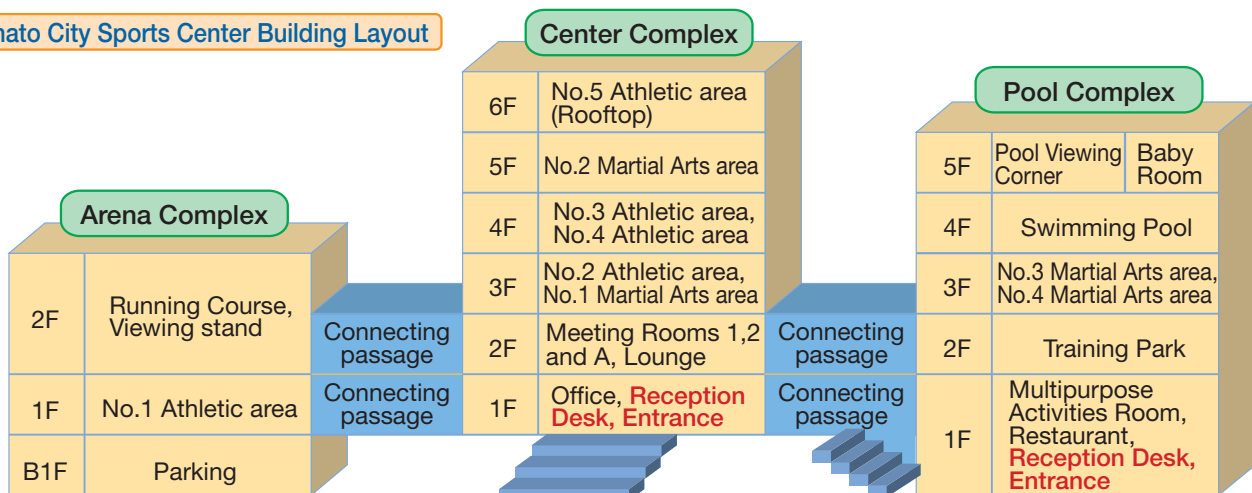 nato City Sports Center Building Layout
Center Complex
6F
No.5 Athletic area
(Rooftop)
5F
No.2 Martial Arts area
4F
No.3 Athletic area,
No.4 Athletic area
3F
No.2 Athletic area,
No.1 Martial Arts area
2F
Meeting Rooms 1,2
and A, Lounge
1F
Office, Reception
Desk, Entrance
Arena Complex
2F
Running Course,
Viewing stand
1F
No.1 Athletic area
B1F
Parking
Connecting
passage
Connecting
passage
Connecting
passage
Connecting
passage
Pool Complex
5F
Pool Viewing
Corner
Baby
Room
4F
Swimming Pool
3F
No.3 Martial Arts area,
No.4 Martial Arts area
2F
Training Park
1F
Multipurpose
Activities Room,
Restaurant,
Reception Desk,
Entrance